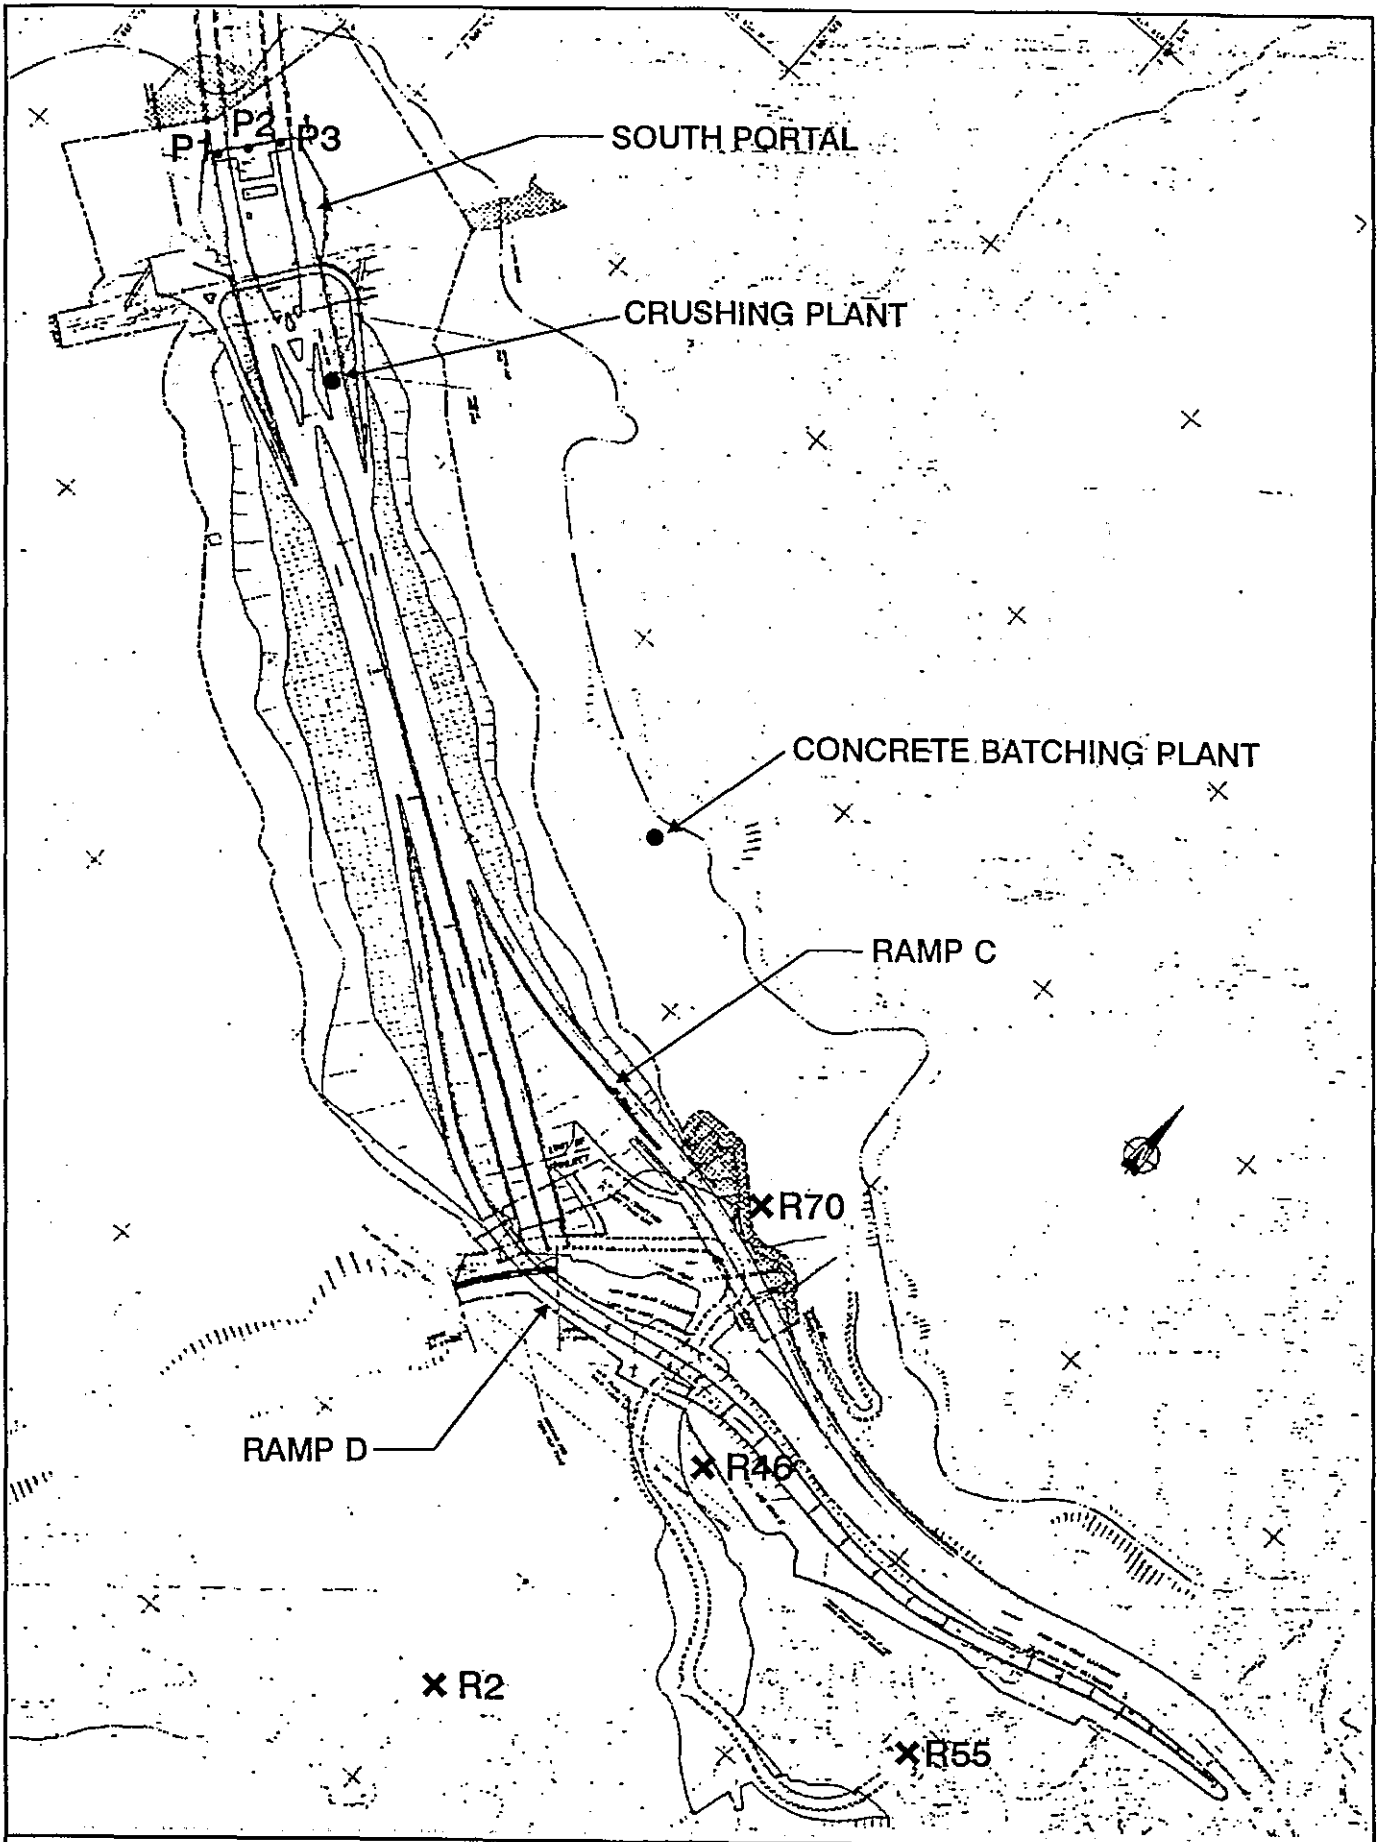 P1
P2
P3
SOUTH PORTAL
CRUSHING PLANT
CONCRETE BATCHING PLANT
RAMP C
R70
RAMP D
R46
R2
R55